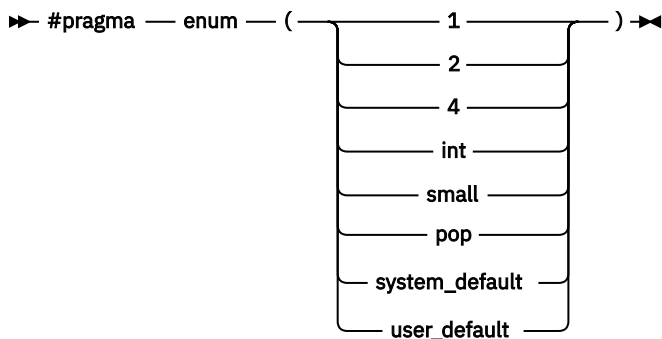 #pragma enum ( 1 )
2
4
int
small
pop
system_default
user_default